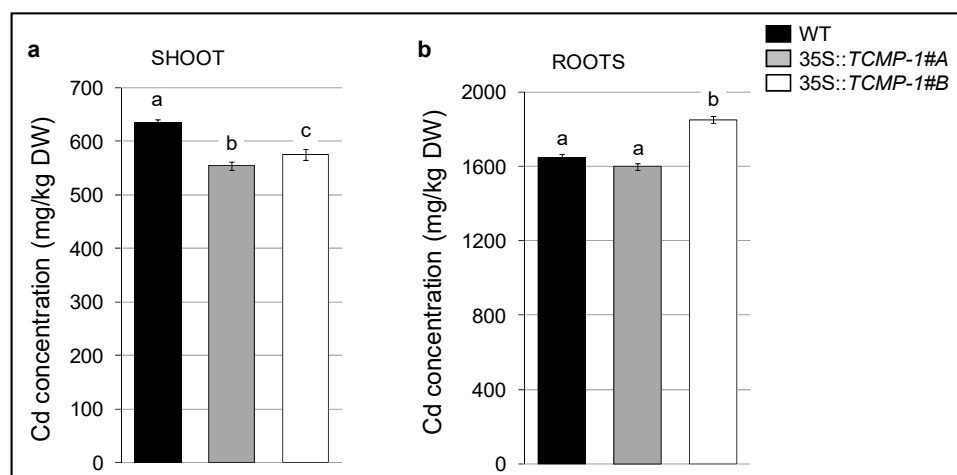 WT
35S::TCMP-1#A
35S::TCMP-1#B
a
SHOOT
Cd concentration (mg/kg DW)
700
600
500
400
300
200
100
0
a
b
c
b
ROOTS
Cd concentration (mg/kg DW)
2000
1600
1200
800
400
0
a
a
b